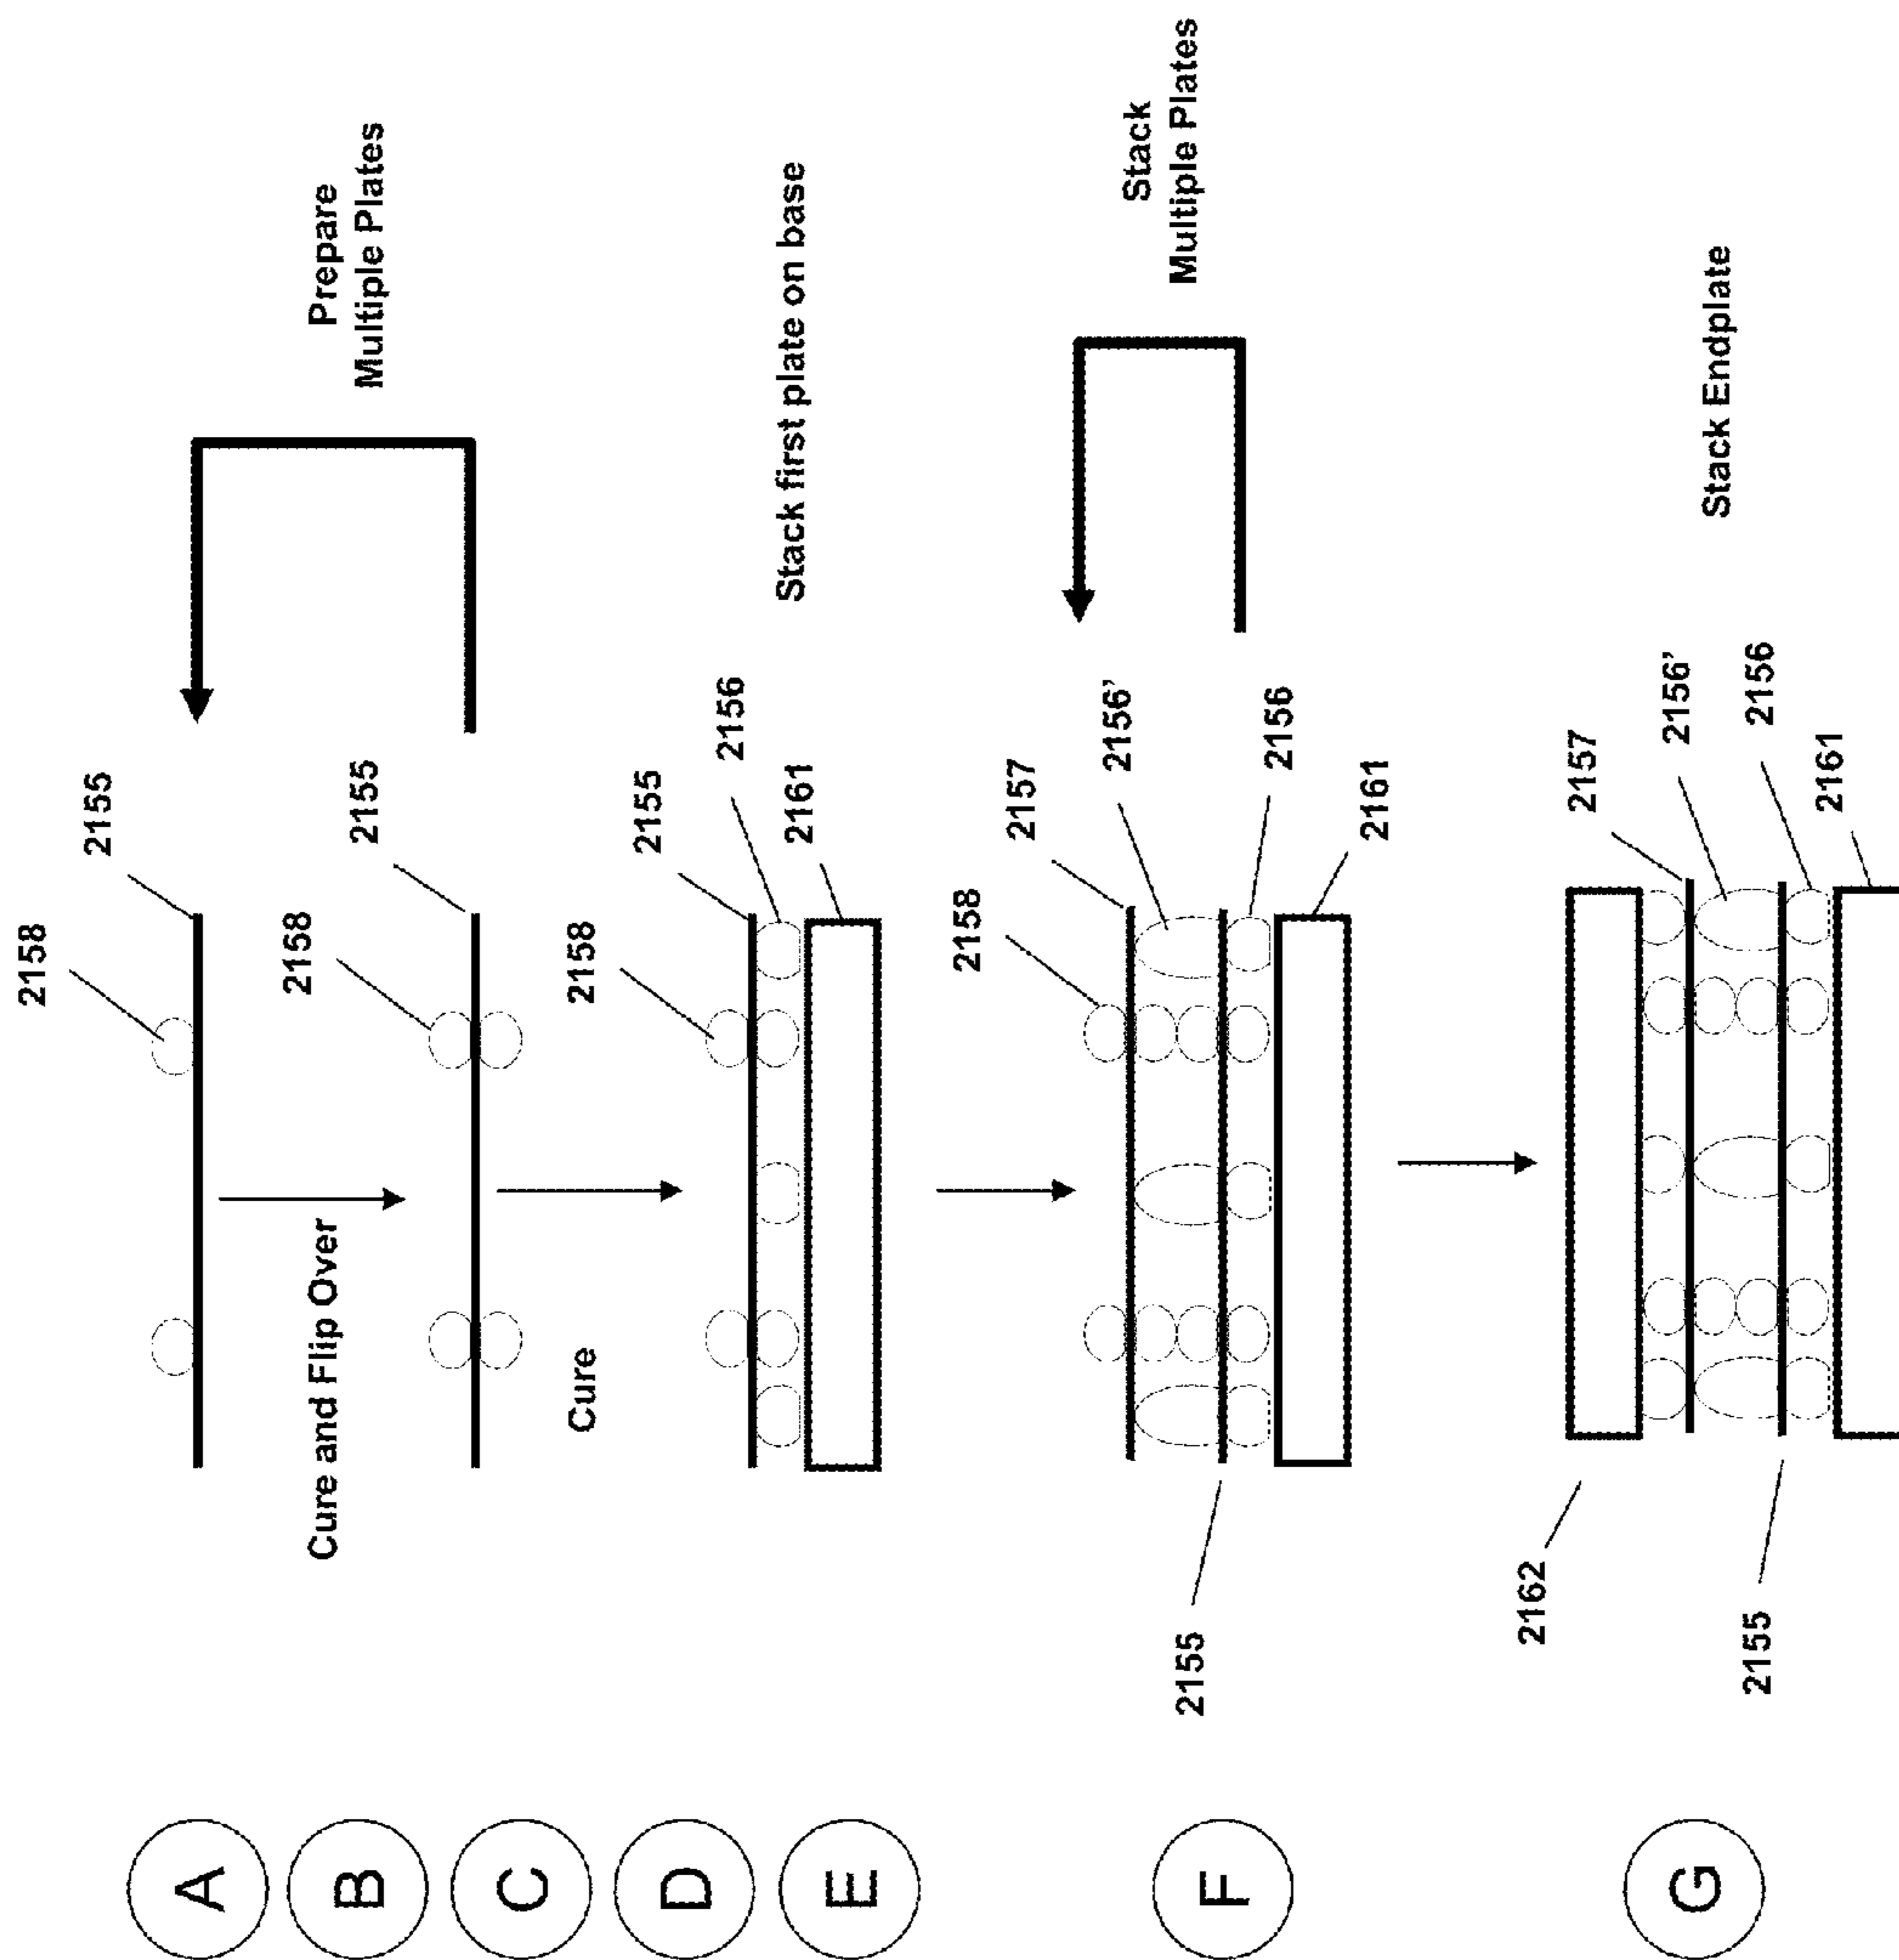 2158
2155
A
Prepare
Multiple Plates
B
Cure and Flip Over
2158
2155
C
Cure
2158
2155
D
2156
Stack first plate on base
2161
E
2158
2157
2156'
Stack
Multiple Plates
2155
F
2156
2161
2162
2157
2156'
G
Stack Endplate
2155
2156
2161